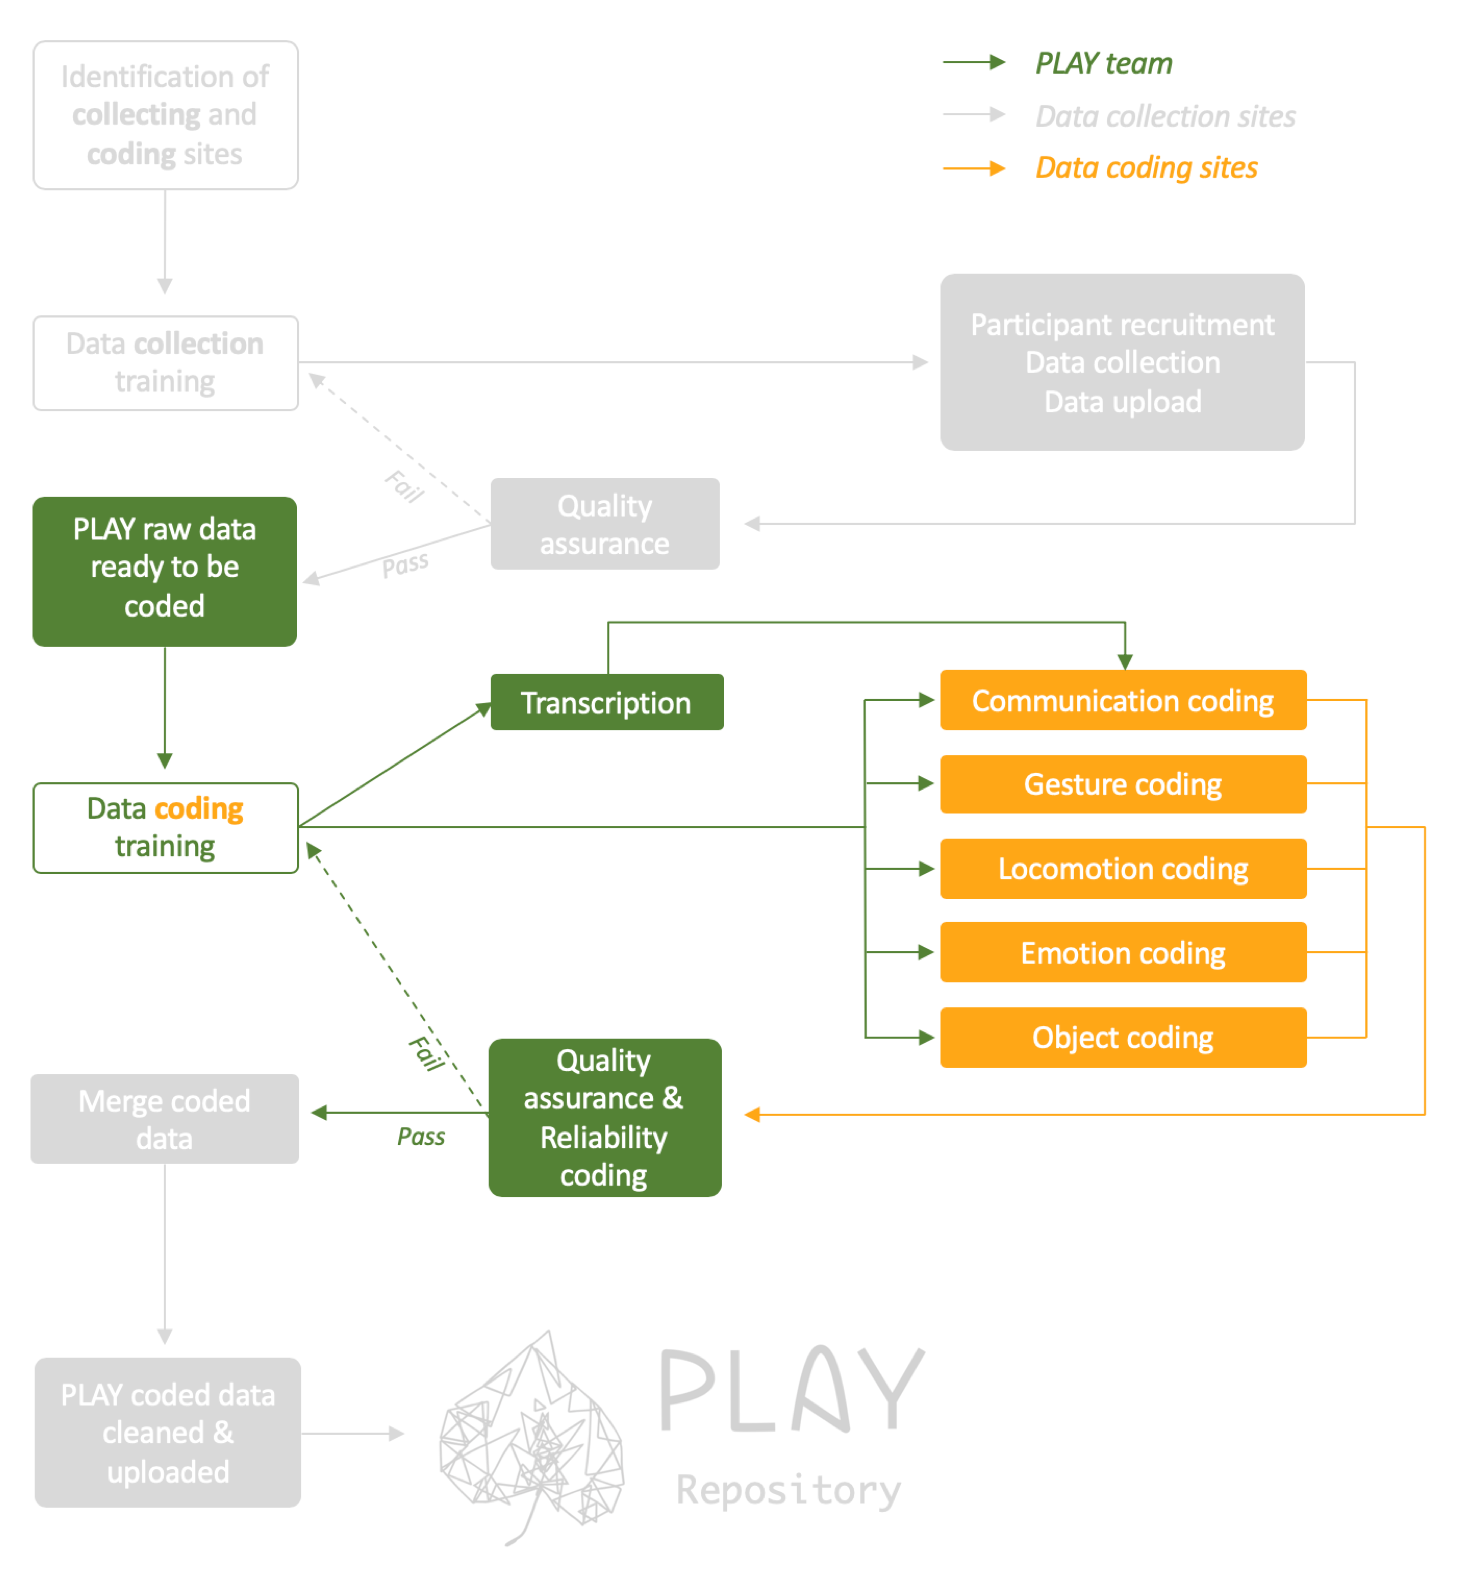 Identification of
collecting and
coding sites
PLAY team
Data collection sites
Data coding sites
Data collection
training
Participant recruitment
Data collection
Data upload
Fail
Pass
Quality
assurance
PLAY raw data
ready to be
coded
Transcription
Communication coding
Gesture coding
Locomotion coding
Emotion coding
Object coding
Data coding
training
Fail
Pass
Quality
assurance &
Reliability
coding
Merge coded
data
PLAY coded data
cleaned &
uploaded
PLAY
Repository